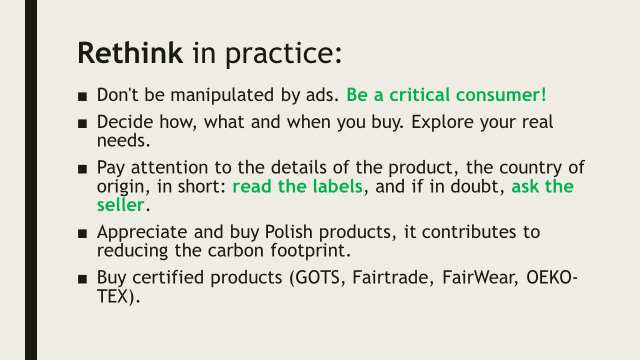 Rethink in practice:
■ Don't be manipulated by ads. Be a critical consumer!
■ Decide how, what and when you buy. Explore your real
needs.
■ Pay attention to the details of the product, the country of
origin, in short: read the labels, and if in doubt, ask the
seller.
■ Appreciate and buy Polish products, it contributes to
reducing the carbon footprint.
■ Buy certified products (GOTS, Fairtrade, FairWear, OEKO-
TEX).